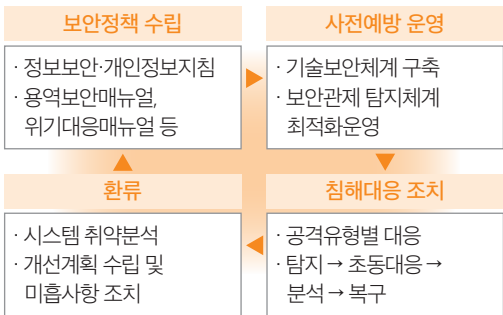 보안정책 수립
· 정보보안·개인정보지침
· 용역보안매뉴얼,
위기대응매뉴얼 등
사전예방 운영
· 기술보안체계 구축
· 보안관제 탐지체계
최적화운영
환류
· 시스템 취약분석
· 개선계획 수립 및
미흡사항 조치
침해대응 조치
· 공격유형별 대응
· 탐지 → 초동대응 →
분석 → 복구